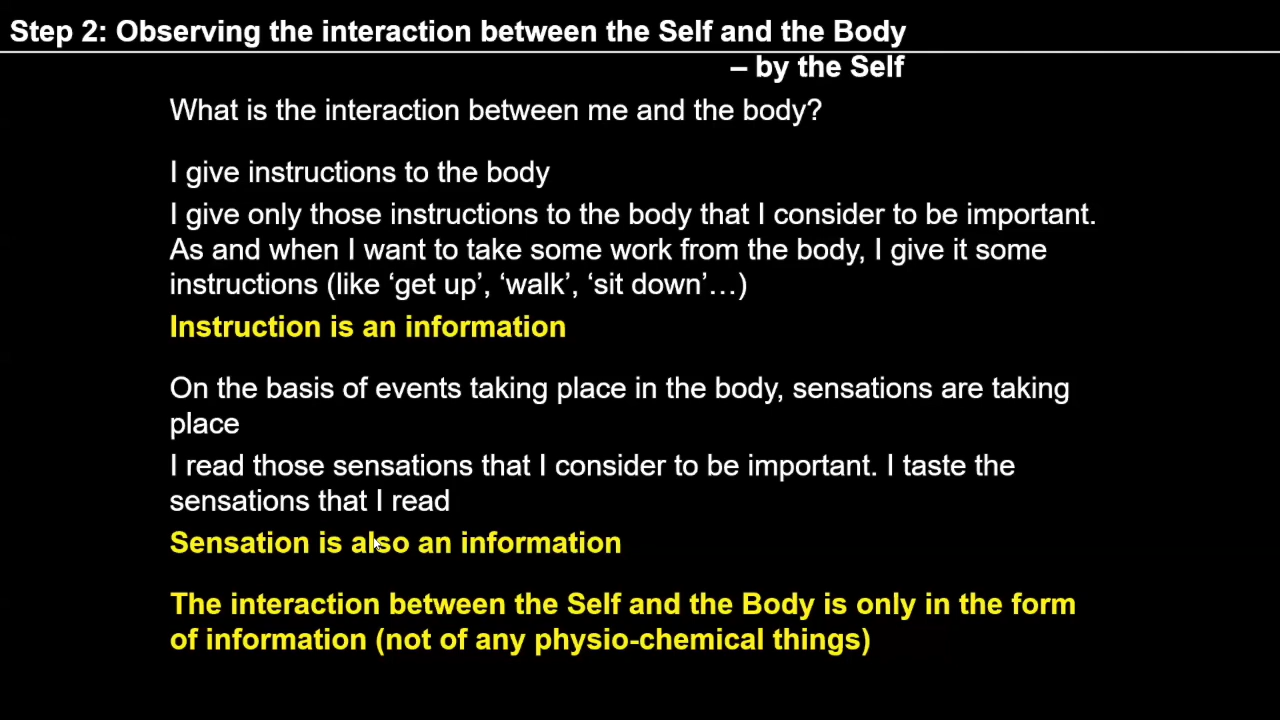 Step 2: Observing the interaction between the Self and the Body
– by the Self
What is the interaction between me and the body?
I give instructions to the body
I give only those instructions to the body that I consider to be important.
As and when I want to take some work from the body, I give it some
instructions (like ‘get up’, ‘walk’, ‘sit down’…)
Instruction is an information
On the basis of events taking place in the body, sensations are taking
place
I read those sensations that I consider to be important. I taste the
sensations that I read
Sensation is also an information
The interaction between the Self and the Body is only in the form
of information (not of any physio-chemical things)